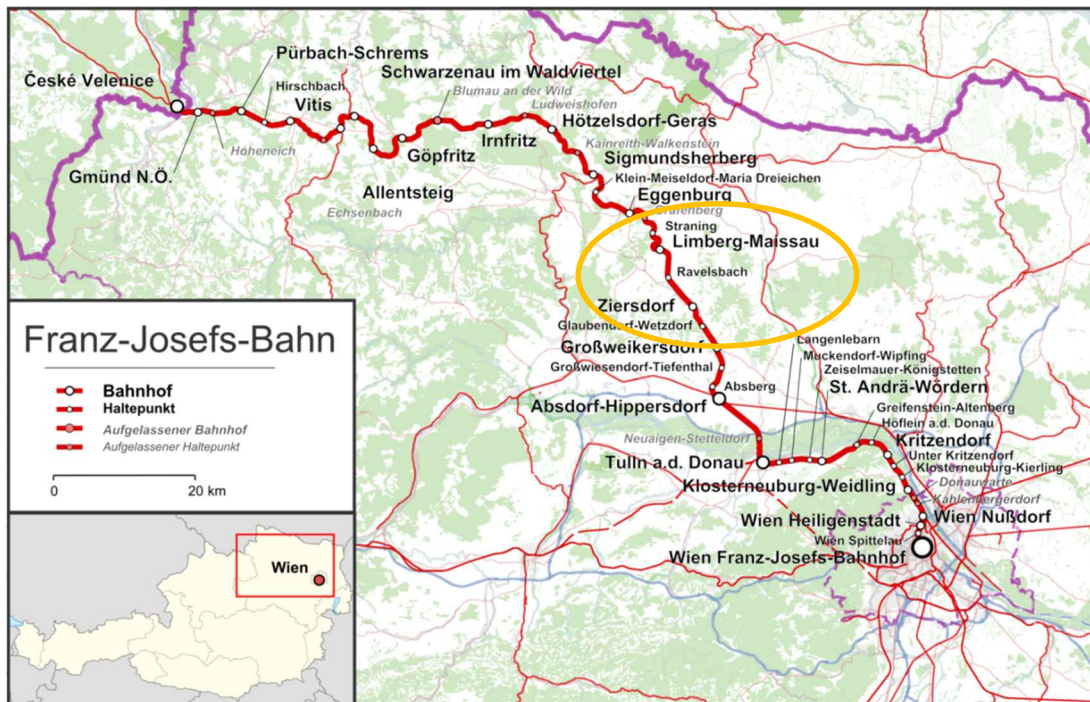 Pürbach-Schrems
České Velenice
Schwarzenau im Waldviertel
Hirschbach
Blumau an der Wild
Vitis
Ludweishofen
Hötzelsdorf-Geras
Irnfritz
Kainreith-Walkenstein
Hoheneich
Göpfritz
Sigmundsherberg
Gmünd N.Ö.
Klein-Meiseldorf-Maria Dreieichen
Allentsteig
Eggenburg
Echsenbach
Grafenberg
Straning
Limberg-Maissau
Ravelsbach
Ziersdorf
Glaubendorf-Wetzdorf
Langenlebarn
Großweikersdorf
Muckendorf-Wipfing
Großwiesendorf-Tiefenthal
Zeiselmauer-Königstetten
St. Andrä-Wördern
Absberg
Absdorf-Hippersdorf
Greifenstein-Altenberg
Höflein a.d. Donau
Neuaigen-Stetteldorf
Kritzendorf
Unter Kritzendorf
Tulln a.d. Donau
Klosterneuburg-Kierling
Klosterneuburg-Weidling
Donauwarte
Kahlenbergerdorf
Wien Nußdorf
Wien Heiligenstadt
Wien Spittelau
Wien Franz-Josefs-Bahnhof
Franz-Josefs-Bahn
Bahnhof
Haltepunkt
Aufgelassener Bahnhof
Aufgelassener Haltepunkt
0 20 km
Wien